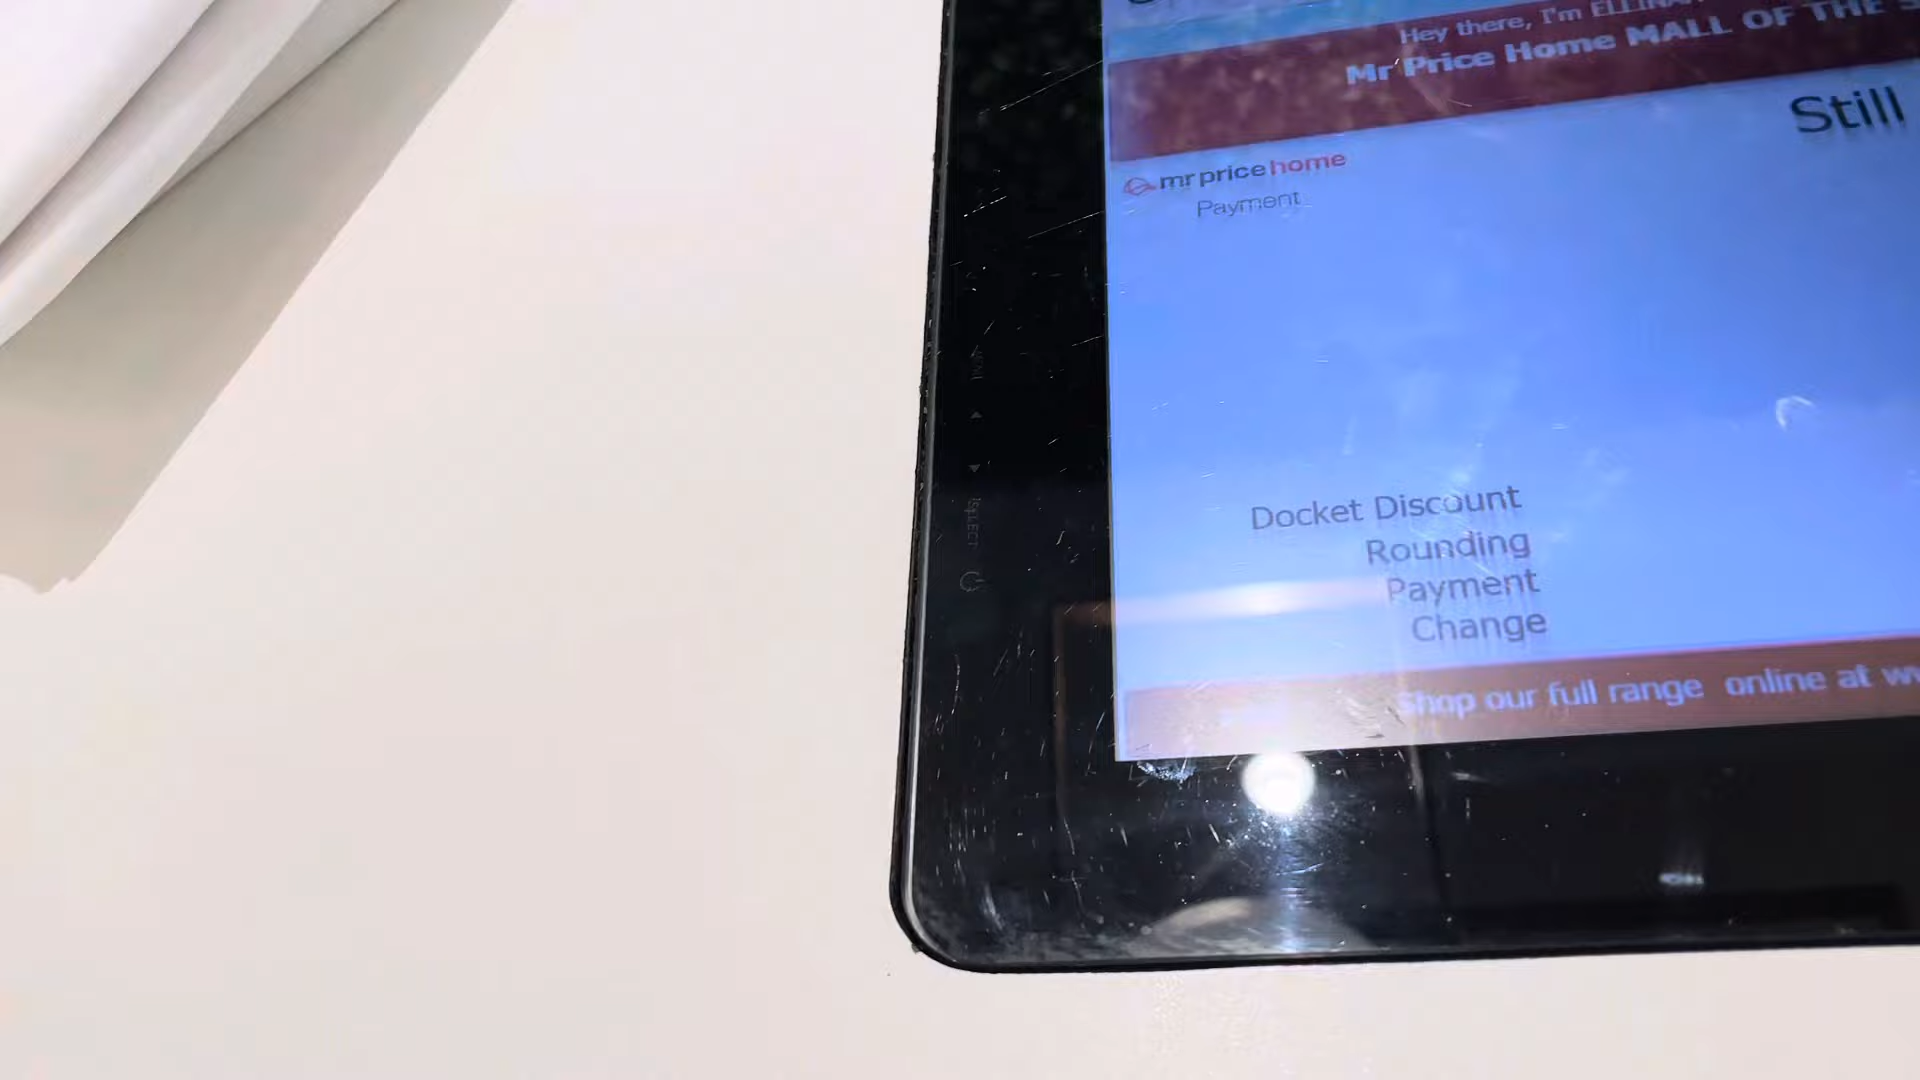 Hey there, I'm
Mr Price Home MALL OF THE
Still
mr price home
Payment
MENU
SELECT
Docket Discount
Rounding
Payment
Change
Shop our full range online at